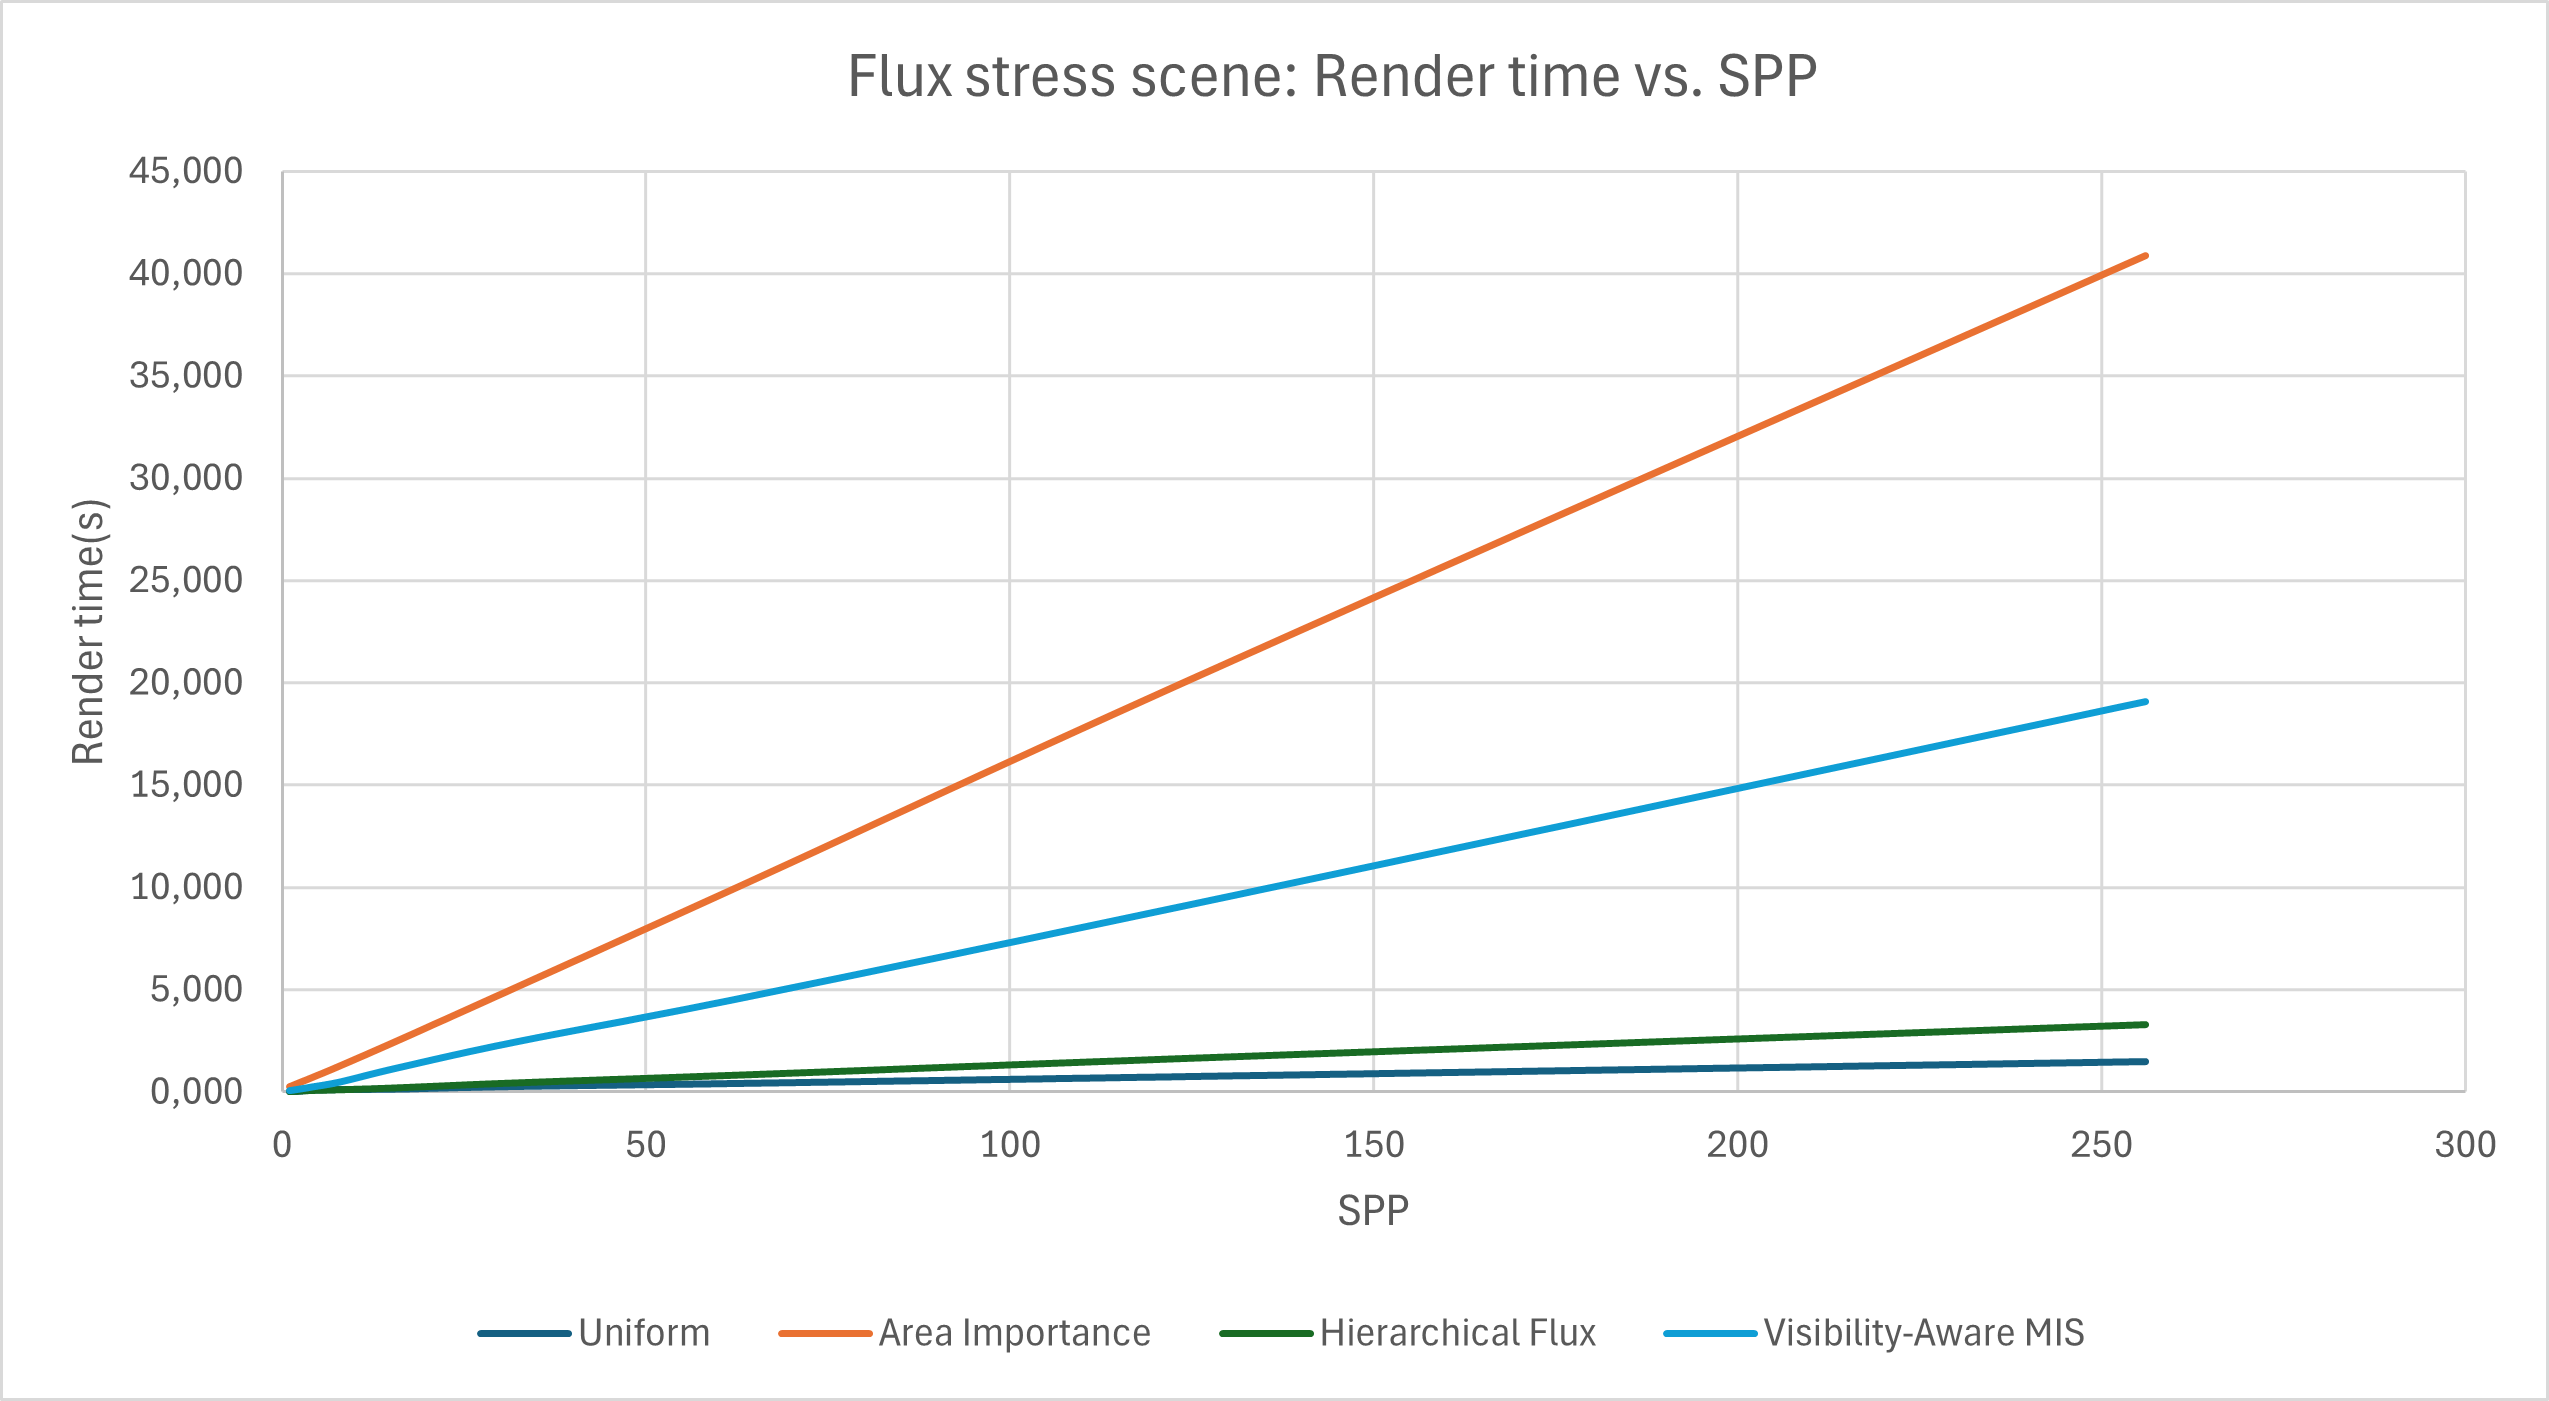 Flux stress scene: Render time vs. SPP
45,000
40,000
35,000
30,000
25,000
20,000
15,000
10,000
5,000
0,000
Render time(s)
0 50 100 150 200 250 300
SPP
Uniform Area Importance Hierarchical Flux Visibility-Aware MIS